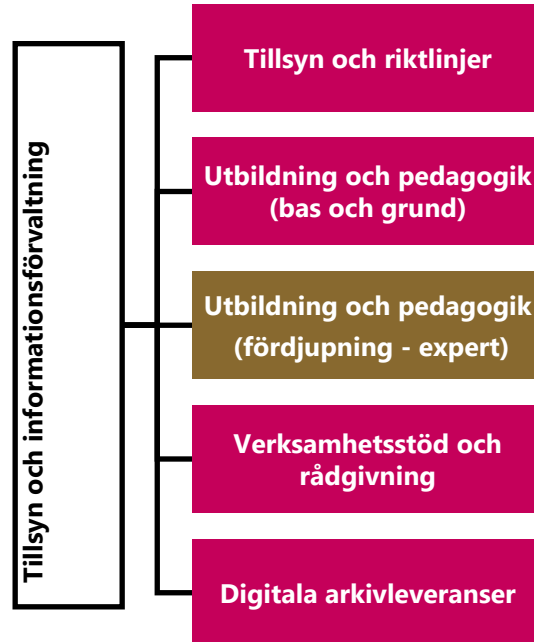 Tillsyn och informationsförvaltning
Tillsyn och riktlinjer
Utbildning och pedagogik
(bas och grund)
Utbildning och pedagogik
(fördjupning - expert)
Verksamhetsstöd och
rådgivning
Digitala arkivleveranser